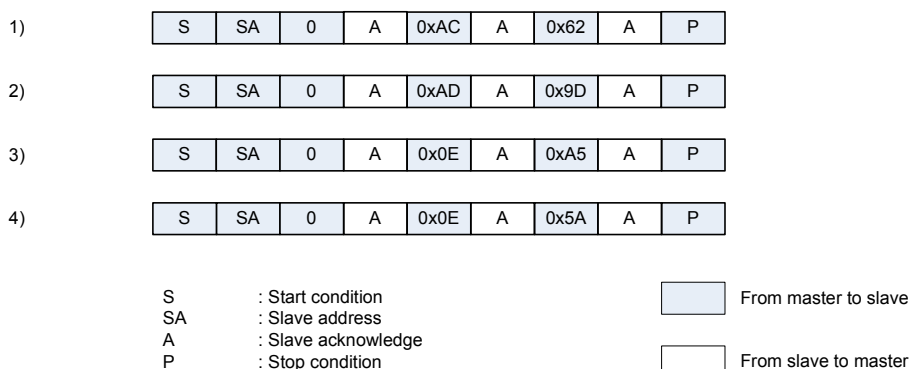 1) S SA 0 A 0xAC A 0x62 A P
2) S SA 0 A 0xAD A 0x9D A P
3) S SA 0 A 0x0E A 0xA5 A P
4) S SA 0 A 0x0E A 0x5A A P
S : Start condition
SA : Slave address
A : Slave acknowledge
P : Stop condition
From master to slave
From slave to master